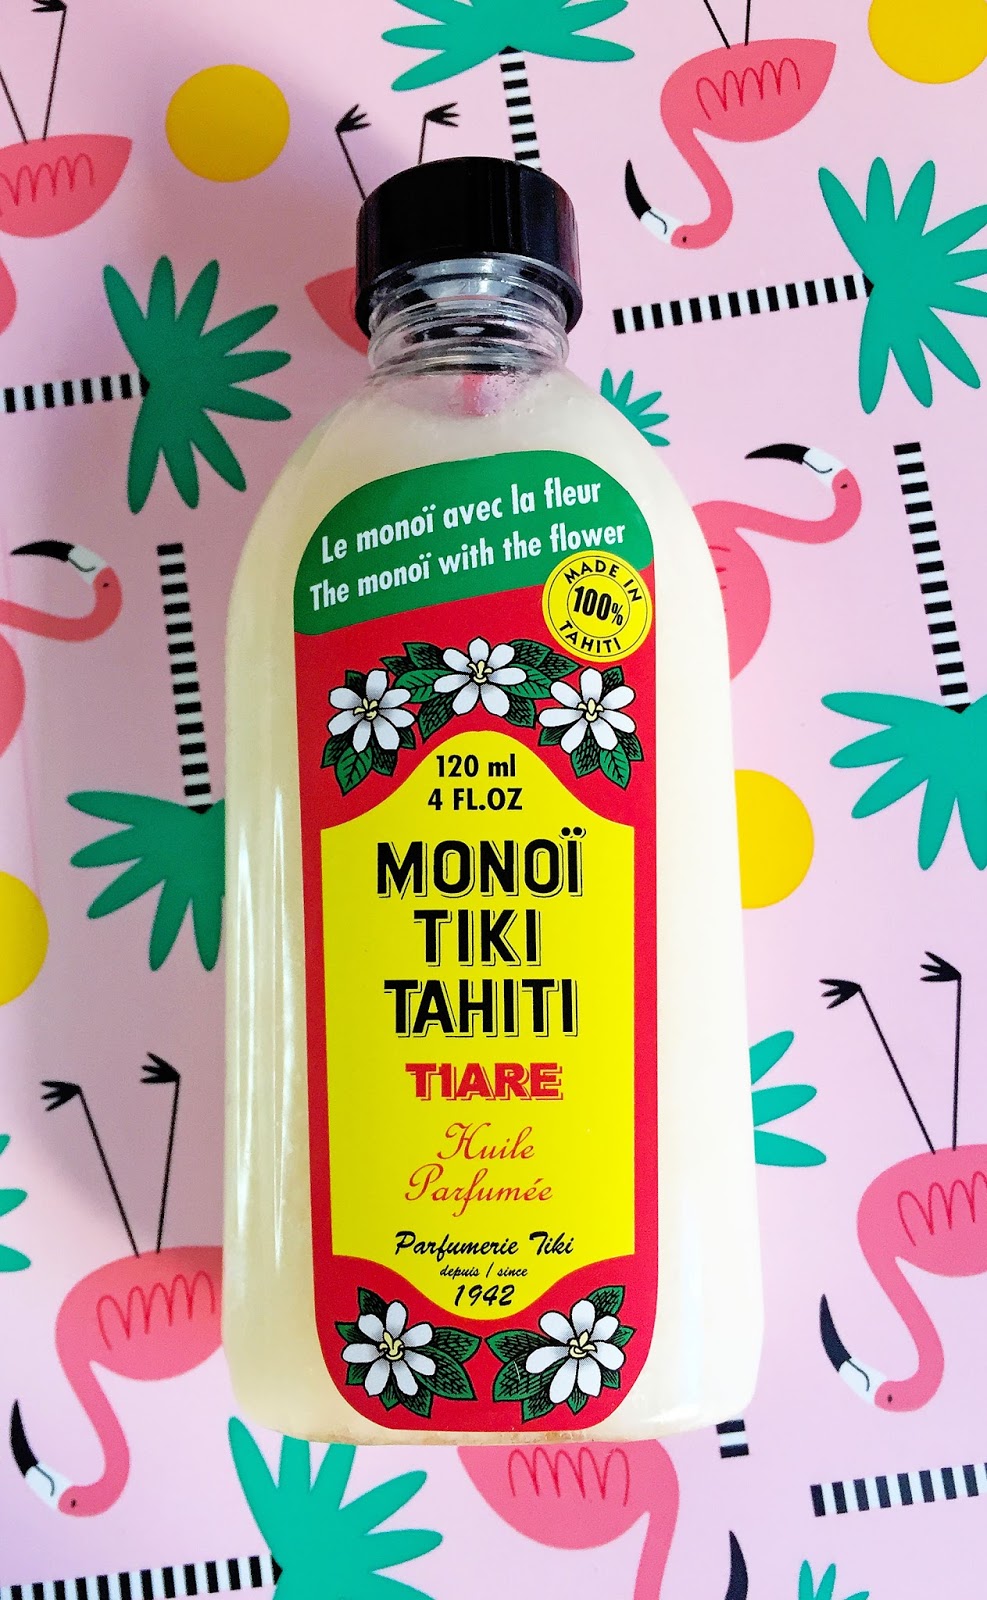 Le monoï avec la fleur
The monoï with the flower
MADE IN
100%
TAHITI
120 ml
4 FL.OZ
MONOÏ
TIKI
TAHITI
TIARE
Huile
Parfumée
Parfumerie Tiki
depuis / since
1942